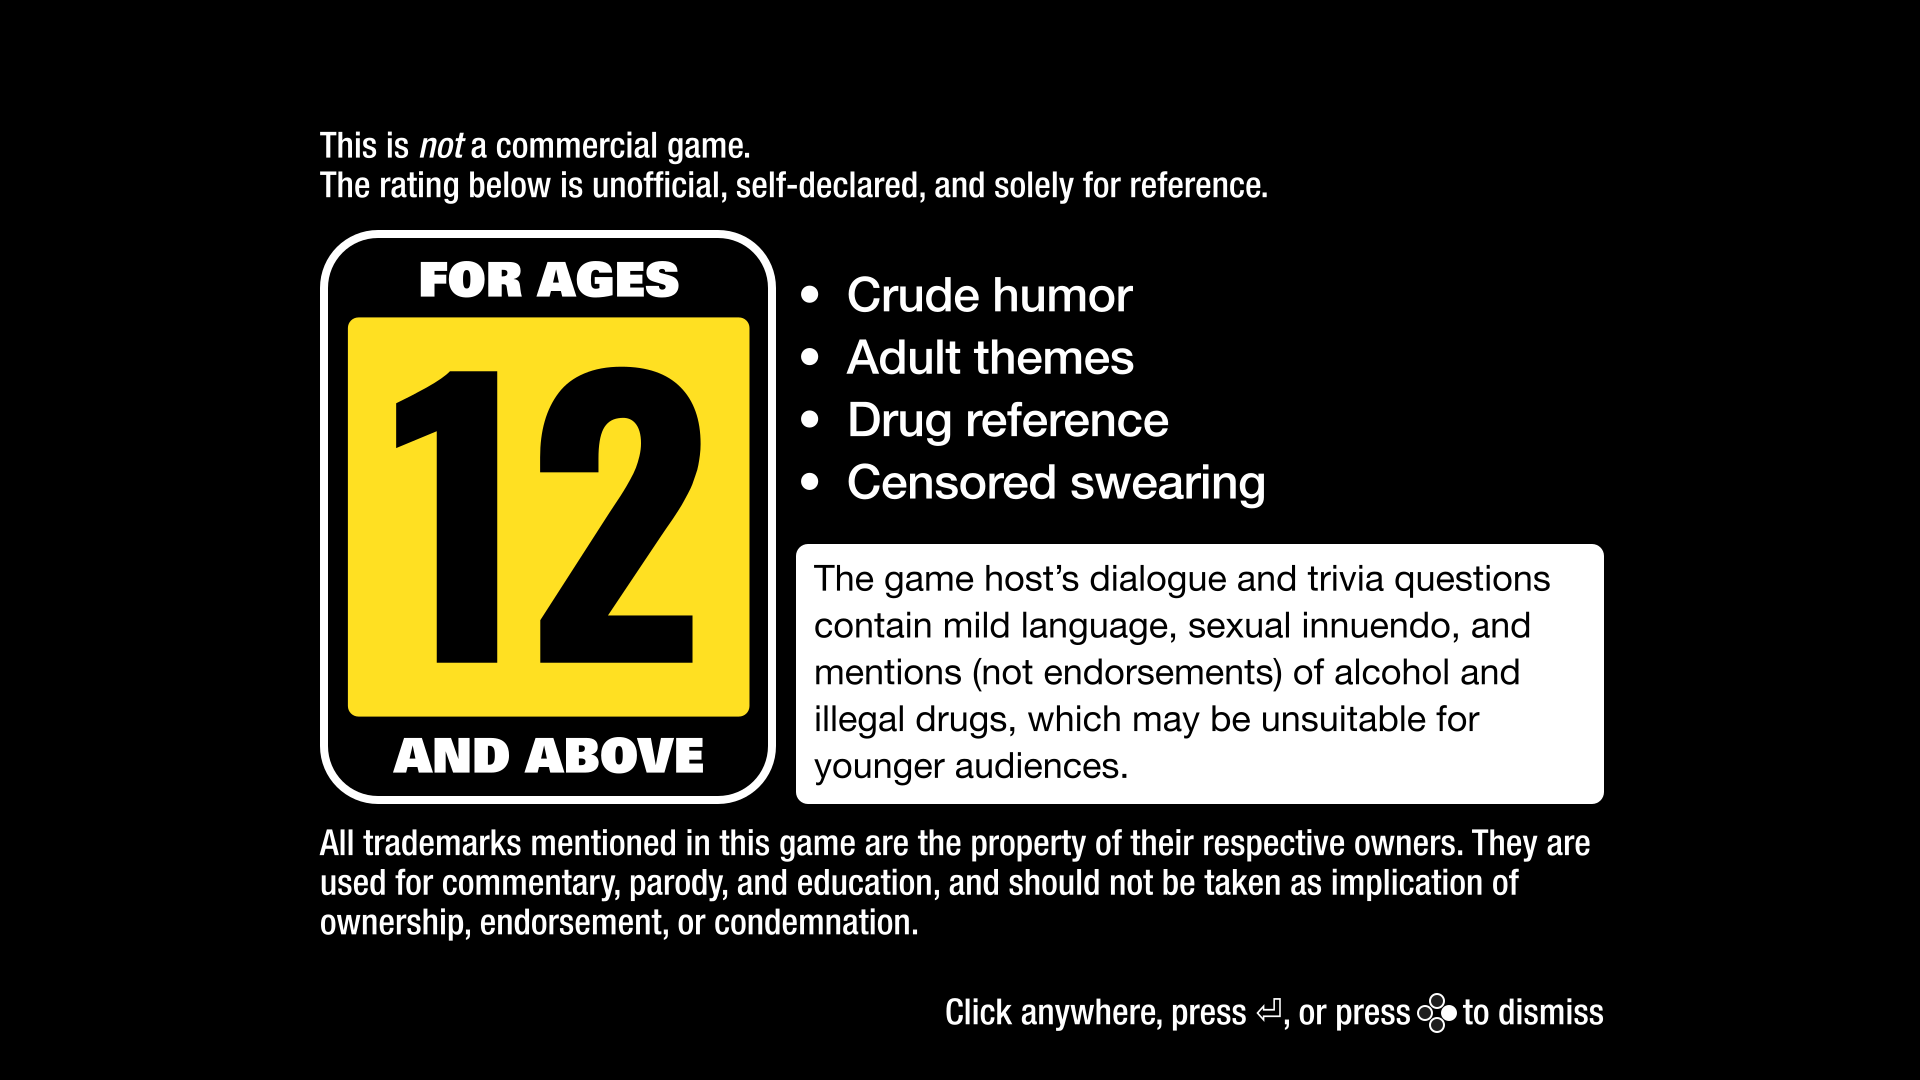 This is not a commercial game.
The rating below is unofficial, self-declared, and solely for reference.
FOR AGES
12
AND ABOVE
• Crude humor
• Adult themes
• Drug reference
• Censored swearing
The game host’s dialogue and trivia questions
contain mild language, sexual innuendo, and
mentions (not endorsements) of alcohol and
illegal drugs, which may be unsuitable for
younger audiences.
All trademarks mentioned in this game are the property of their respective owners. They are
used for commentary, parody, and education, and should not be taken as implication of
ownership, endorsement, or condemnation.
Click anywhere, press ⏎, or press to dismiss